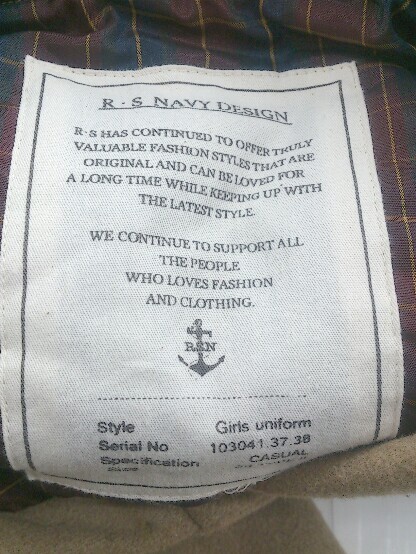 R·S NAVY DESIGN
R·S HAS CONTINUED TO OFFER TRULY
VALUABLE FASHION STYLES THAT ARE
ORIGINAL AND CAN BE LOVED FOR
A LONG TIME WHILE KEEPING UP WITH
THE LATEST STYLE.
WE CONTINUE TO SUPPORT ALL
THE PEOPLE
WHO LOVES FASHION
AND CLOTHING.
RSN
Style Girls uniform
Serial No 103041.37.38
Specification CASUAL